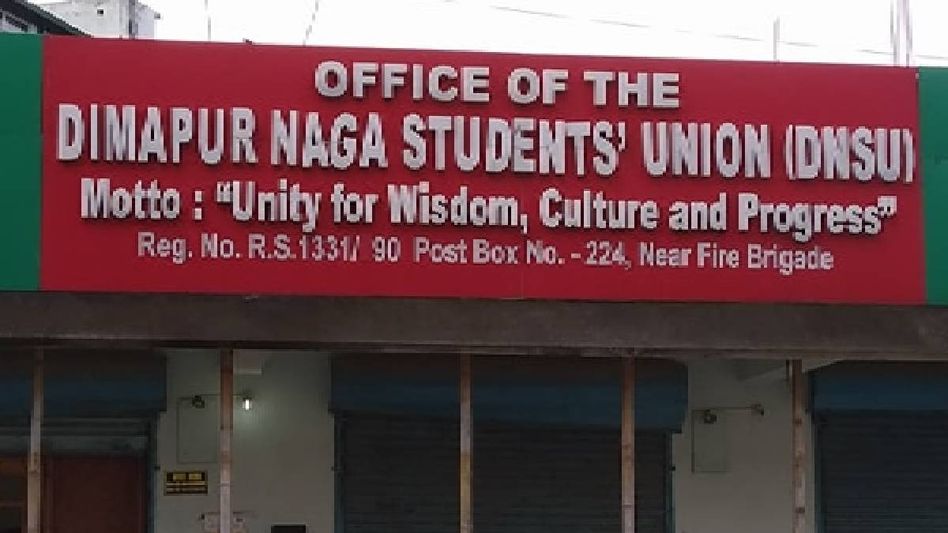 OFFICE OF THE
DIMAPUR NAGA STUDENTS' UNION (DNSU)
Motto : "Unity for Wisdom, Culture and Progress"
Reg. No. R.S.1331/ 90 Post Box No. - 224, Near Fire Brigade